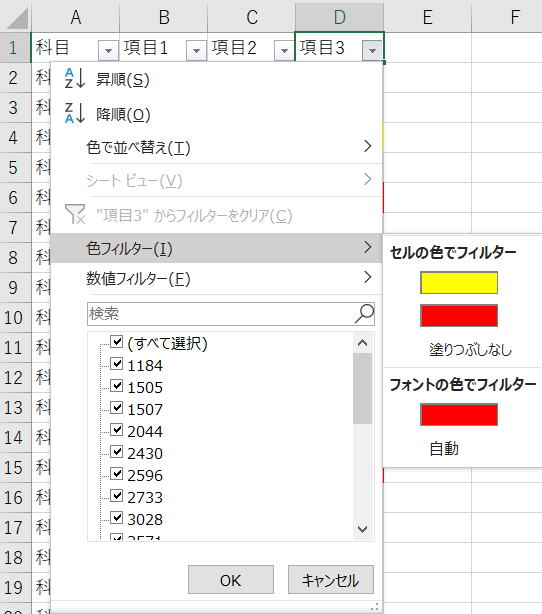 A B C D E F
1 科目 項目1 項目2 項目3
2 科
3 科
4 科
5 科
6 科
7 科
8 科
9 科
10 科
11 科
12 科
13 科
14 科
15 科
16 科
17 科
18 科
19 科
昇順(S)
降順(O)
色で並べ替え(T)
シート ビュー(V)
"項目3" からフィルターをクリア(C)
色フィルター(I)
数値フィルター(F)
検索
(すべて選択)
1184
1505
1507
2044
2430
2596
2733
3028
OK キャンセル
セルの色でフィルター
塗りつぶしなし
フォントの色でフィルター
自動